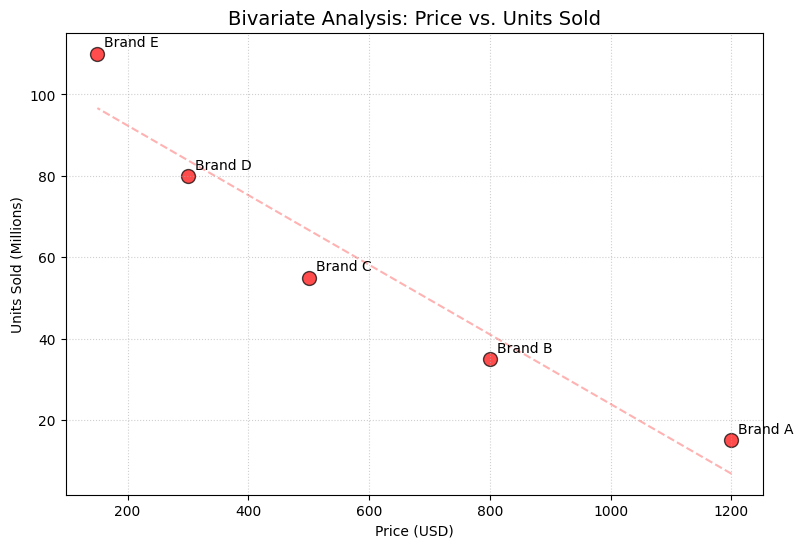 Bivariate Analysis: Price vs. Units Sold
Brand E
100
Brand D
80
Units Sold (Millions)
60
Brand C
40
Brand B
20
Brand A
200
400
600
800
1000
1200
Price (USD)